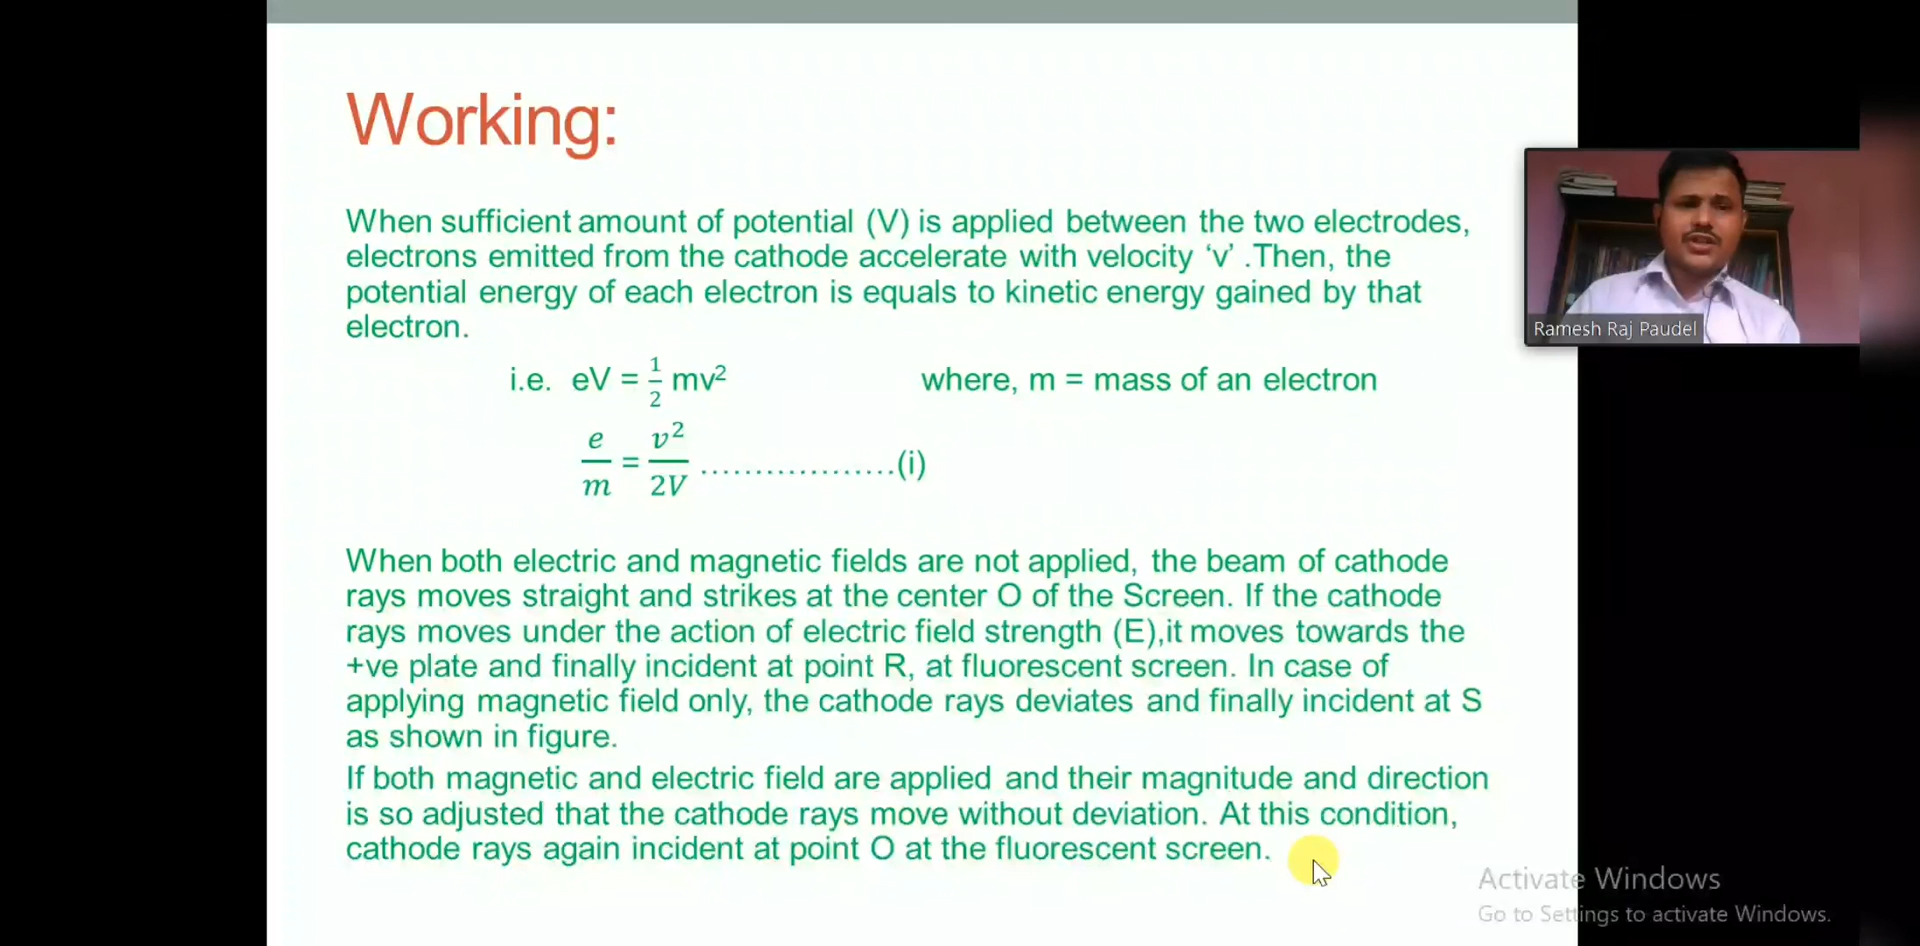 Working:
When sufficient amount of potential (V) is applied between the two electrodes,
electrons emitted from the cathode accelerate with velocity ‘v’ .Then, the
potential energy of each electron is equals to kinetic energy gained by that
electron.
i.e. eV = 1/2 mv² where, m = mass of an electron
e/m = v²/2V ..................(i)
When both electric and magnetic fields are not applied, the beam of cathode
rays moves straight and strikes at the center O of the Screen. If the cathode
rays moves under the action of electric field strength (E),it moves towards the
+ve plate and finally incident at point R, at fluorescent screen. In case of
applying magnetic field only, the cathode rays deviates and finally incident at S
as shown in figure.
If both magnetic and electric field are applied and their magnitude and direction
is so adjusted that the cathode rays move without deviation. At this condition,
cathode rays again incident at point O at the fluorescent screen.
Ramesh Raj Paudel
Activate Windows
Go to Settings to activate Windows.